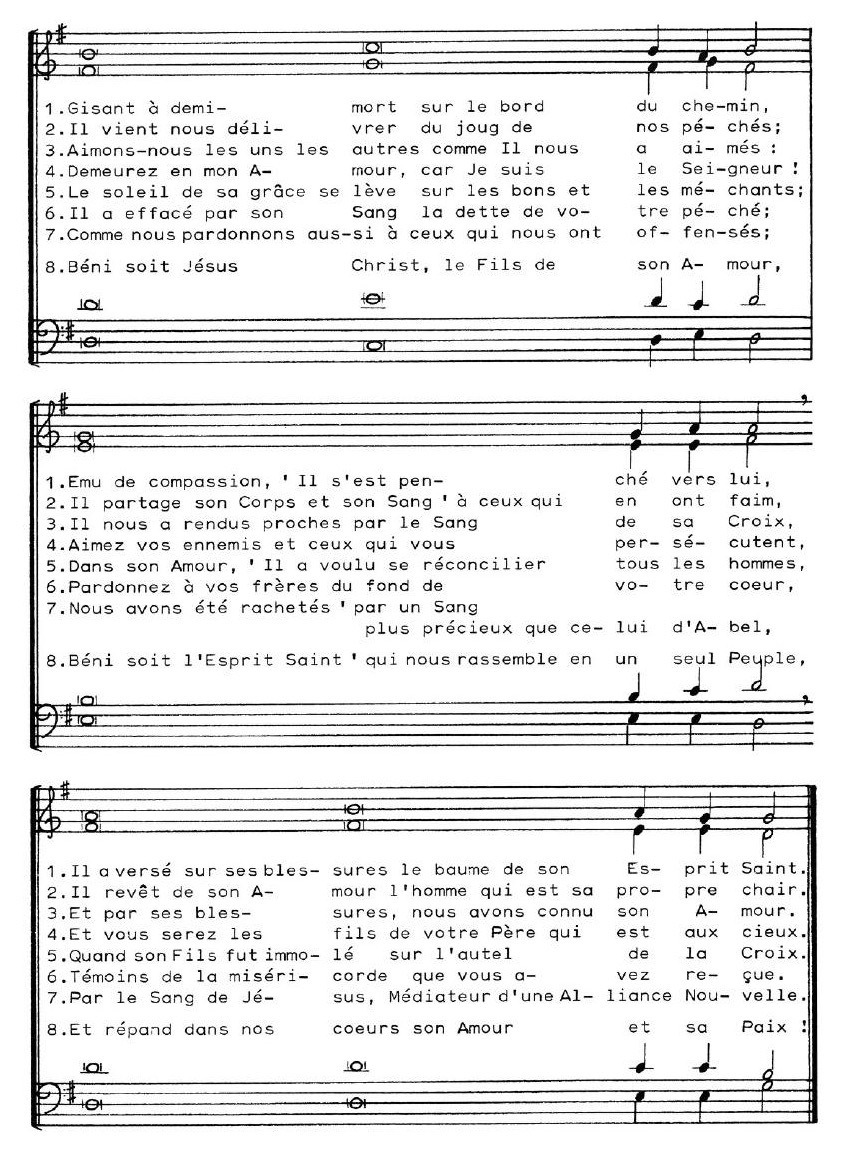 1.Gisant à demi- mort sur le bord du che-min,
2.Il vient nous déli- vrer du joug de nos pé- chés;
3.Aimons-nous les uns les autres comme Il nous a ai- més :
4.Demeurez en mon A- mour, car Je suis le Sei-gneur !
5.Le soleil de sa grâce se lève sur les bons et les mé- chants;
6.Il a effacé par son Sang la dette de vo- tre pé- ché;
7.Comme nous pardonnons aus-si à ceux qui nous ont of- fen-sés;
8.Béni soit Jésus Christ, le Fils de son A- mour,
1.Emu de compassion, ' Il s'est pen- ché vers lui,
2.Il partage son Corps et son Sang ' à ceux qui en ont faim,
3.Il nous a rendus proches par le Sang de sa Croix,
4.Aimez vos ennemis et ceux qui vous per- sé- cutent,
5.Dans son Amour, ' Il a voulu se réconcilier tous les hommes,
6.Pardonnez à vos frères du fond de vo- tre coeur,
7.Nous avons été rachetés ' par un Sang
plus précieux que ce- lui d'A- bel,
8.Béni soit l'Esprit Saint ' qui nous rassemble en un seul Peuple,
1.Il a versé sur ses bles- sures le baume de son Es- prit Saint.
2.Il revêt de son A- mour l'homme qui est sa pro- pre chair.
3.Et par ses bles- sures, nous avons connu son A- mour.
4.Et vous serez les fils de votre Père qui est aux cieux.
5.Quand son Fils fut immo- lé sur l'autel de la Croix.
6.Témoins de la miséri- corde que vous a- vez re- çue.
7.Par le Sang de Jé- sus, Médiateur d'une Al- liance Nou- velle.
8.Et répand dans nos coeurs son Amour et sa Paix !